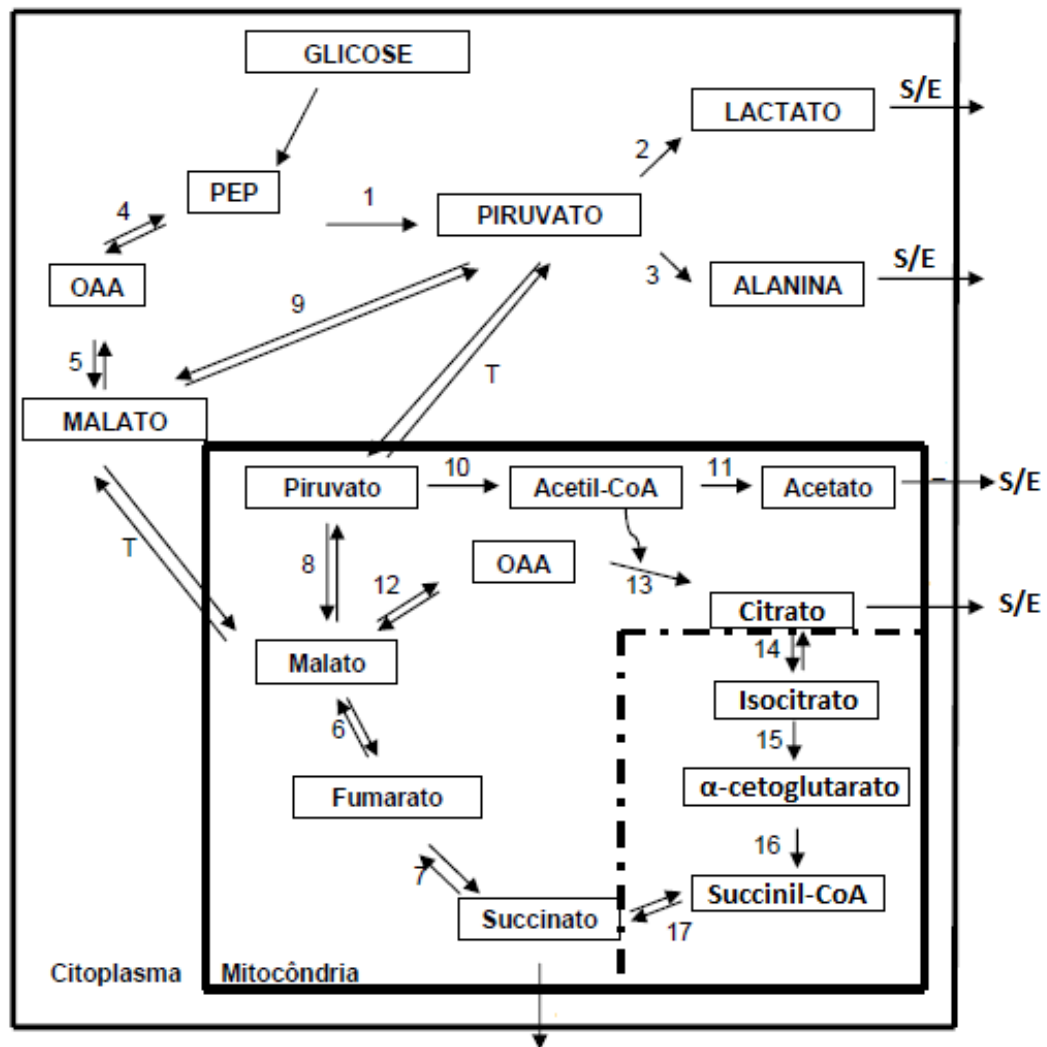 GLICOSE
S/E
LACTATO
2
PEP
1
4
PIRUVATO
S/E
OAA
3
ALANINA
9
5
T
MALATO
10
11
Piruvato
Acetil-CoA
Acetato
S/E
T
8
12
OAA
13
Citrato
S/E
14
Malato
Isocitrato
6
15
Fumarato
α-cetoglutarato
16
7
Succinil-CoA
Succinato
17
Citoplasma
Mitocôndria